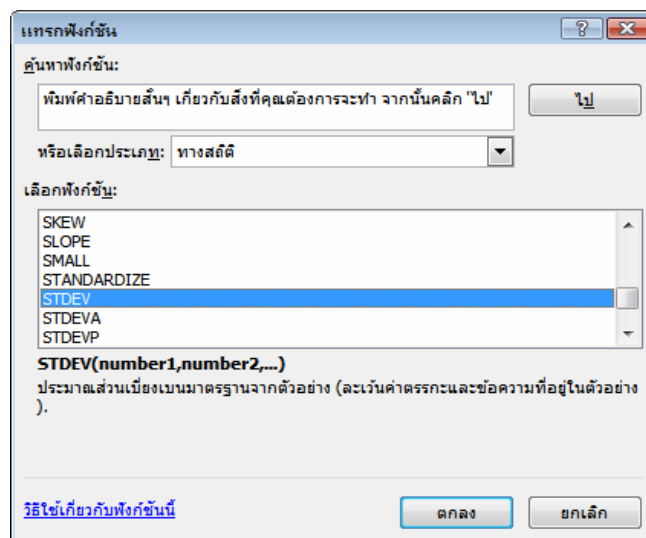 แทรกฟังก์ชัน
ค้นหาฟังก์ชัน:
พิมพ์คำอธิบายสั้นๆ เกี่ยวกับสิ่งที่คุณต้องการจะทำ จากนั้นคลิก 'ไป'
ไป
หรือเลือกประเภท: ทางสถิติ
เลือกฟังก์ชัน:
SKEW
SLOPE
SMALL
STANDARDIZE
STDEV
STDEVA
STDEVP
STDEV(number1,number2,...)
ประมาณส่วนเบี่ยงเบนมาตรฐานจากตัวอย่าง (ละเว้นค่าตรรกะและข้อความที่อยู่ในตัวอย่าง
).
วิธีใช้เกี่ยวกับฟังก์ชันนี้
ตกลง
ยกเลิก